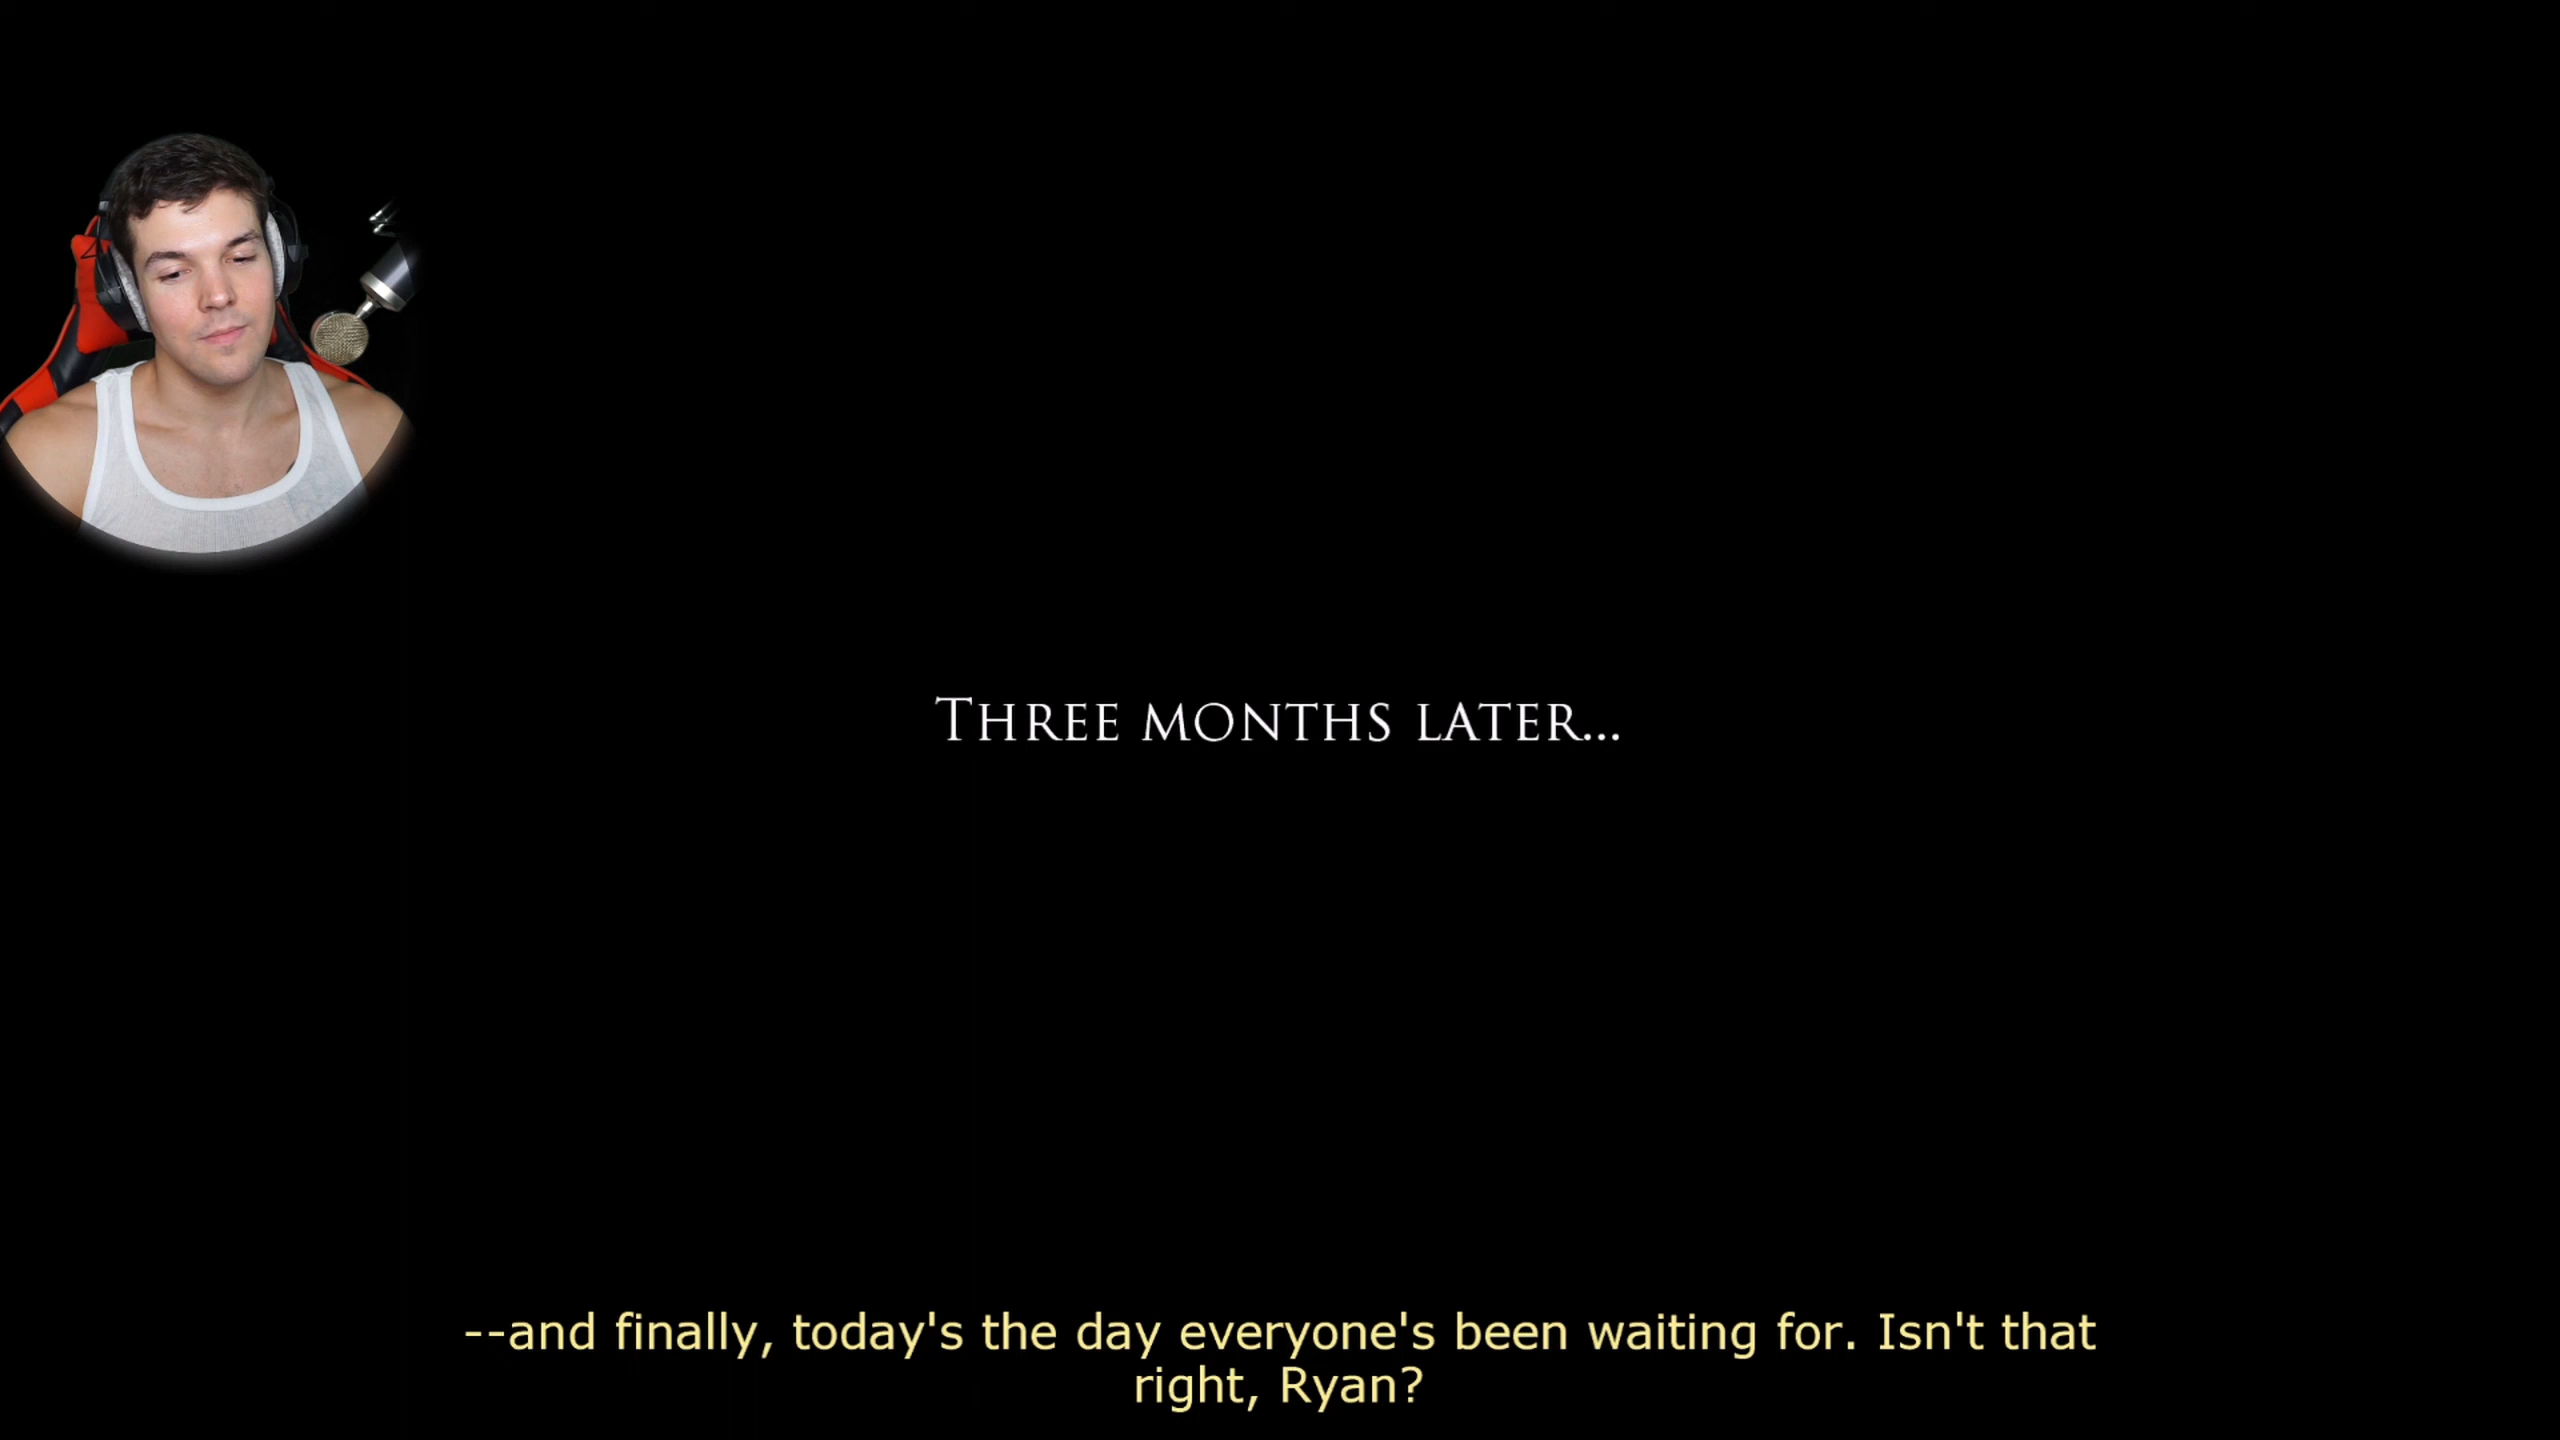 THREE MONTHS LATER...
--and finally, today's the day everyone's been waiting for. Isn't that
right, Ryan?